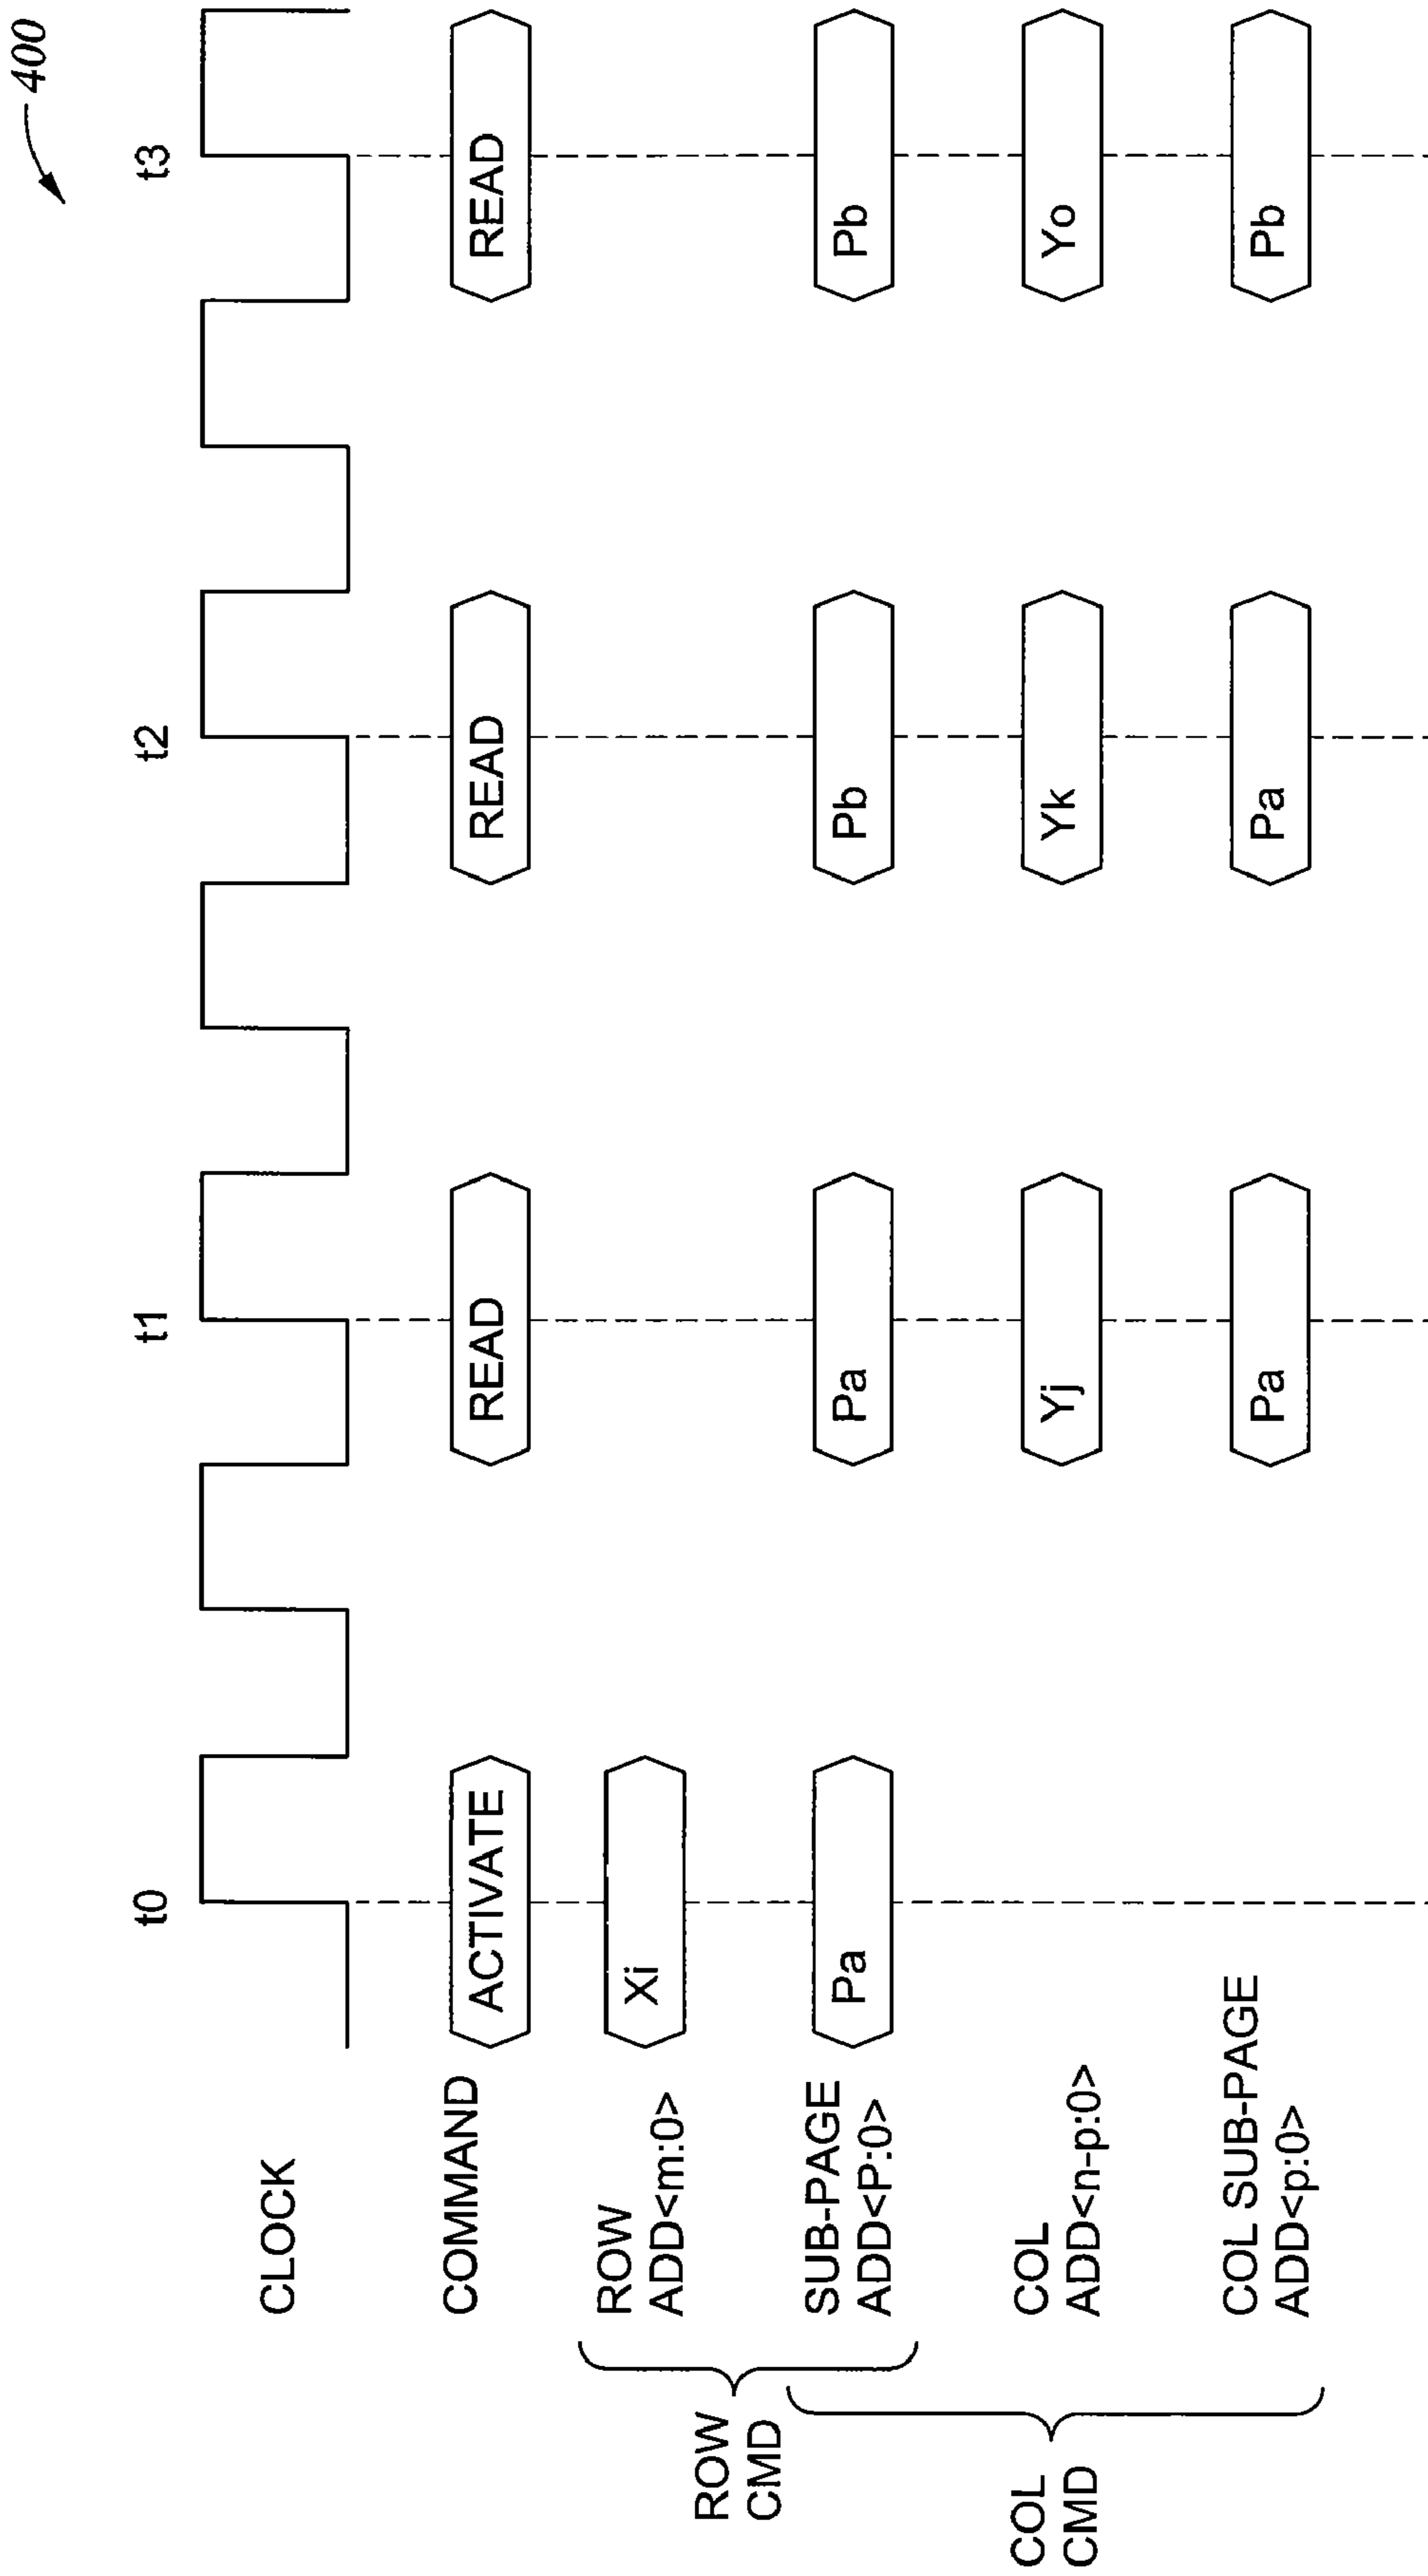 400
t0
t1
t2
t3
CLOCK
COMMAND
ACTIVATE
READ
READ
READ
ROW
ADD<m:0>
Xi
SUB-PAGE
ADD<P:0>
Pa
Pa
Pb
Pb
COL
ADD<n-p:0>
Yj
Yk
Yo
COL SUB-PAGE
ADD<p:0>
Pa
Pa
Pb
ROW
CMD
COL
CMD